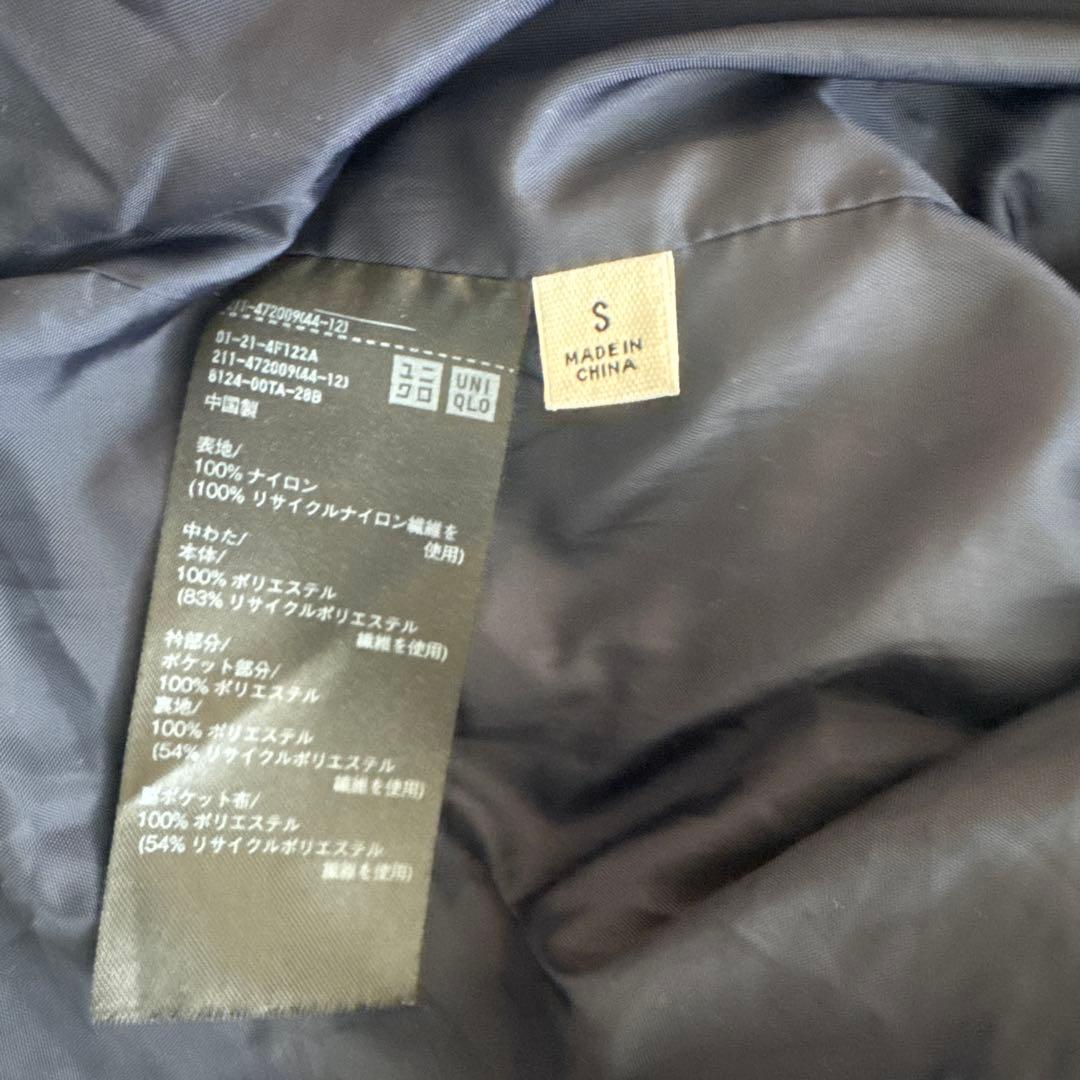 11-472009(44-12)
01-21-4F122A
211-472009(44-12)
8124-00TA-28B
中国製
ユニ
クロ
UNI
QLO
表地/
100% ナイロン
(100% リサイクルナイロン繊維を
使用)
中わた/
本体/
100% ポリエステル
(83% リサイクルポリエステル
繊維を使用)
衿部分/
ポケット部分/
100% ポリエステル
裏地/
100% ポリエステル
(54% リサイクルポリエステル
繊維を使用)
ポケット布/
100% ポリエステル
(54% リサイクルポリエステル
繊維を使用)
S
MADE IN
CHINA